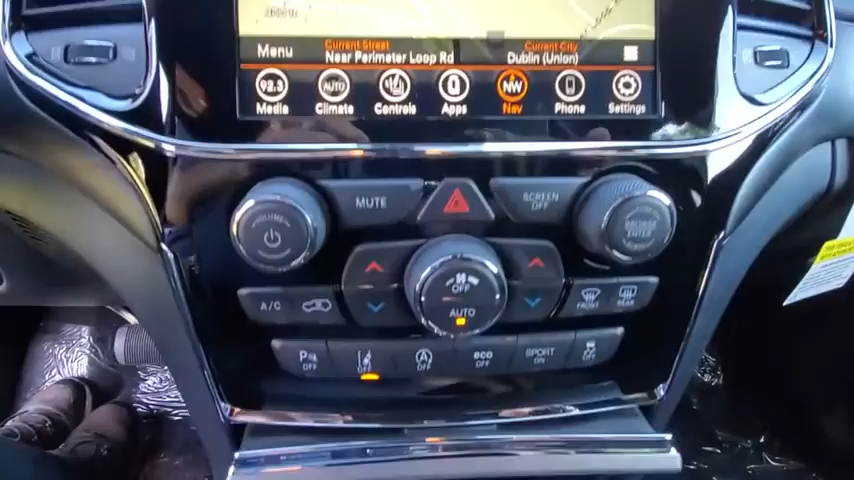 Menu
Current Street
Near Perimeter Loop Rd
Current City
Dublin (Union)
92.3
AUTO
NW
Media
Climate
Controls
Apps
Nav
Phone
Settings
VOLUME
MUTE
SCREEN
OFF
BROWSE
ENTER
OFF
AUTO
A/C
FRONT
REAR
P
OFF
OFF
A
OFF
eco
OFF
SPORT
ON
OFF